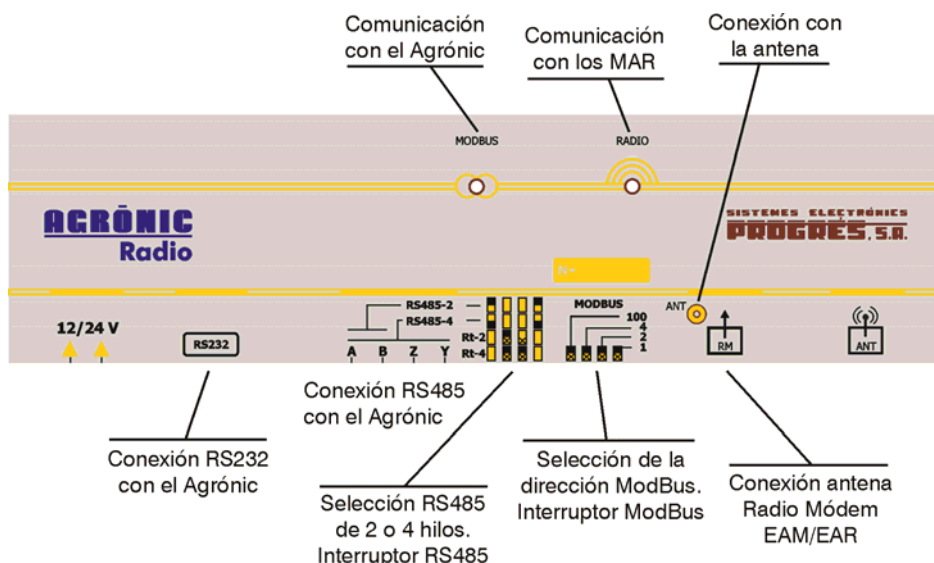 Comunicación
con el Agrónic
Comunicación
con los MAR
Conexión con
la antena
MODBUS
RADIO
AGRÓNIC
Radio
SISTEMES ELECTRÒNICS
PROGRÉS, S.A.
N-
12/24 V
RS232
RS485-2
RS485-4
A B Z Y
Rt-2
Rt-4
MODBUS
100
4
2
1
ANT
RM
ANT
Conexión RS232
con el Agrónic
Conexión RS485
con el Agrónic
Selección RS485
de 2 o 4 hilos.
Interruptor RS485
Selección de la
dirección ModBus.
Interruptor ModBus
Conexión antena
Radio Módem
EAM/EAR